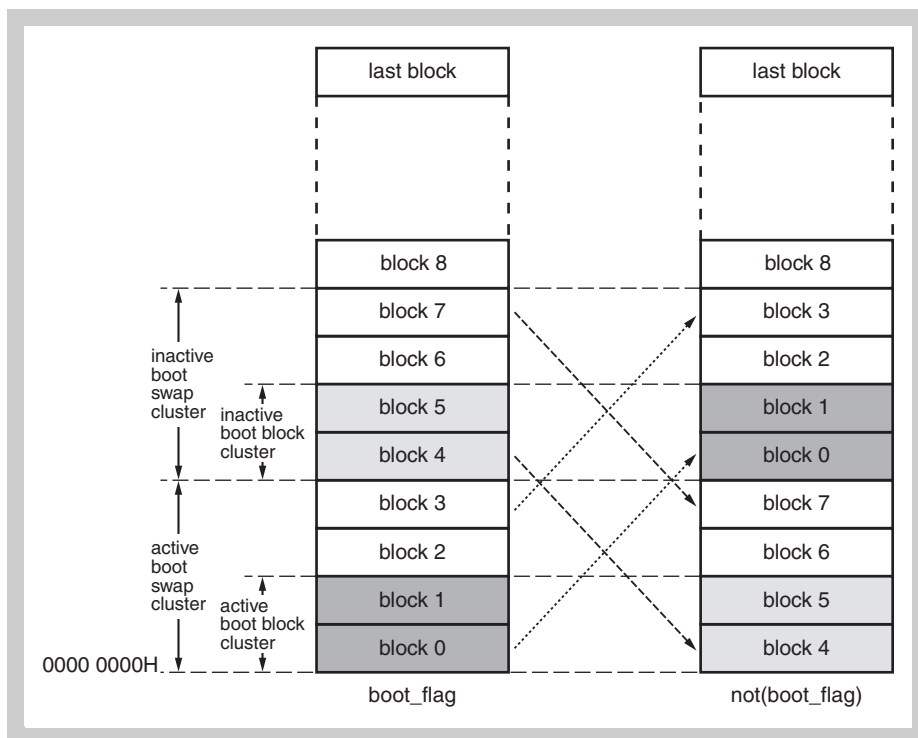 last block
last block
block 8
block 8
block 7
block 3
inactive
boot
swap
cluster
block 6
block 2
inactive
boot block
cluster
block 5
block 1
block 4
block 0
block 3
block 7
active
boot
swap
cluster
block 2
block 6
active
boot block
cluster
block 1
block 5
block 0
block 4
0000 0000H
boot_flag
not(boot_flag)